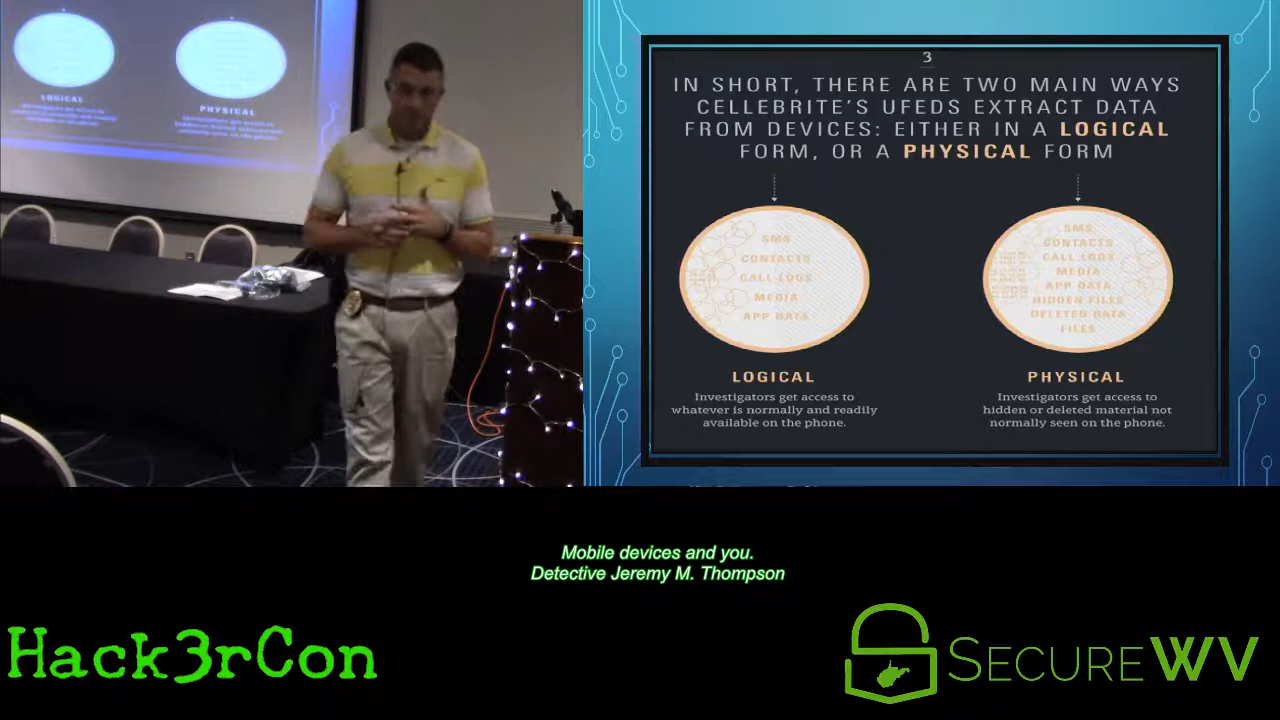 LOGICAL
PHYSICAL
3
IN SHORT, THERE ARE TWO MAIN WAYS
CELLEBRITE'S UFEDS EXTRACT DATA
FROM DEVICES: EITHER IN A LOGICAL
FORM, OR A PHYSICAL FORM
SMS
CONTACTS
CALL LOGS
MEDIA
APP DATA
LOGICAL
Investigators get access to
whatever is normally and readily
available on the phone.
SMS
CONTACTS
CALL LOGS
MEDIA
APP DATA
HIDDEN FILES
DELETED DATA
FILES
PHYSICAL
Investigators get access to
hidden or deleted material not
normally seen on the phone.
Mobile devices and you.
Detective Jeremy M. Thompson
Hack3rCon
SECUREWV